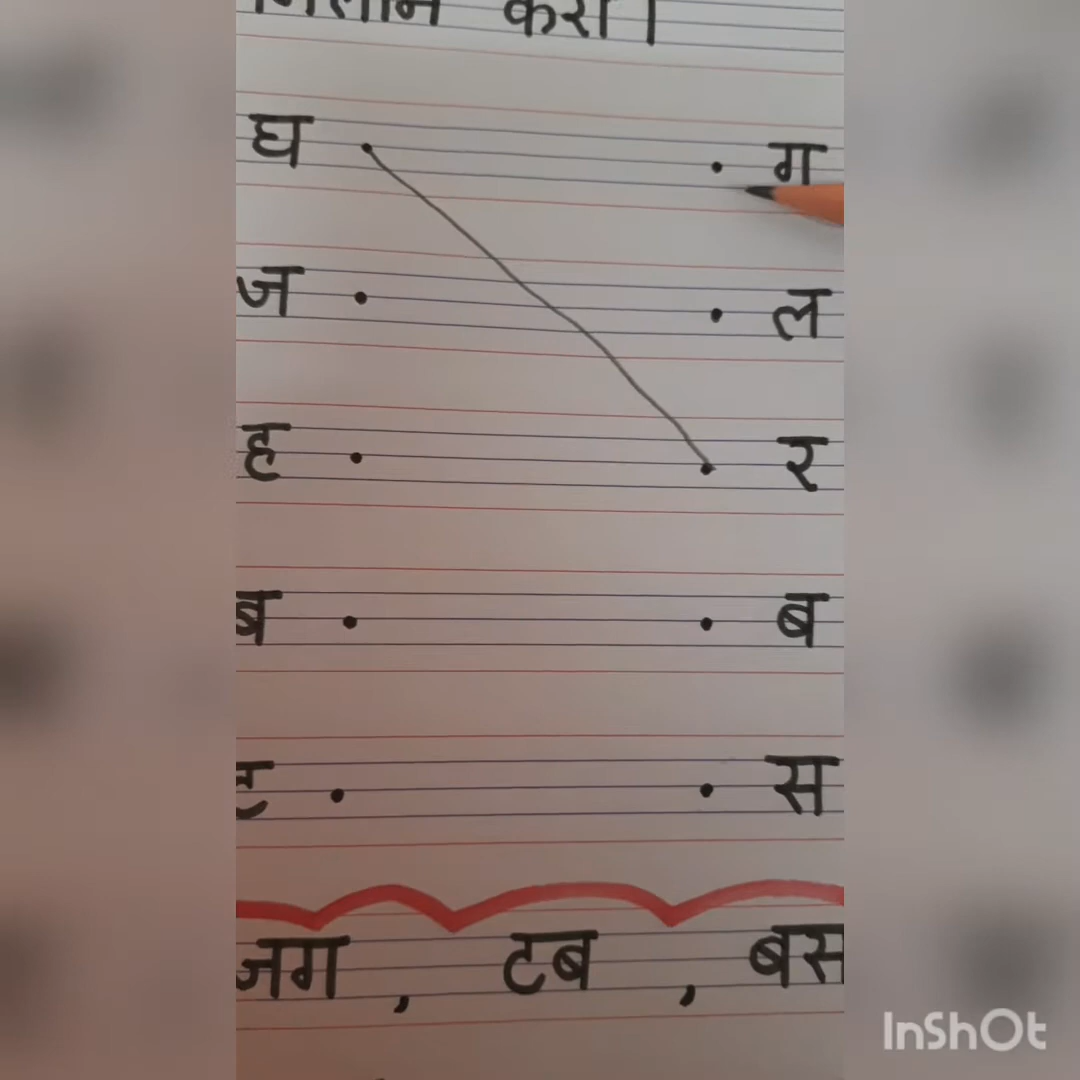 मिलान करो।
घ ग
ज ल
ह र
ब ब
ट स
जग , टब , बस
InShOt